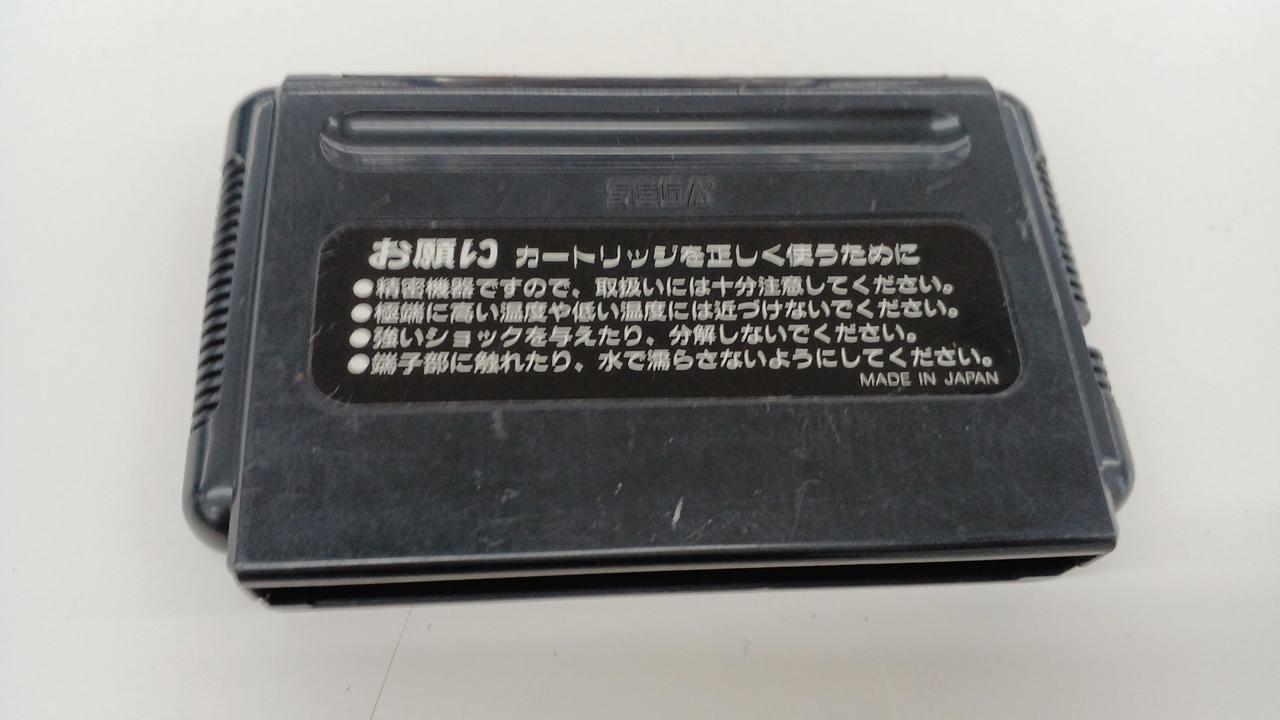 SEGA
お願い カートリッジを正しく使うために
●精密機器ですので、取扱いには十分注意してください。
●極端に高い温度や低い温度には近づけないでください。
●強いショックを与えたり、分解しないでください。
●端子部に触れたり、水で濡らさないようにしてください。
MADE IN JAPAN